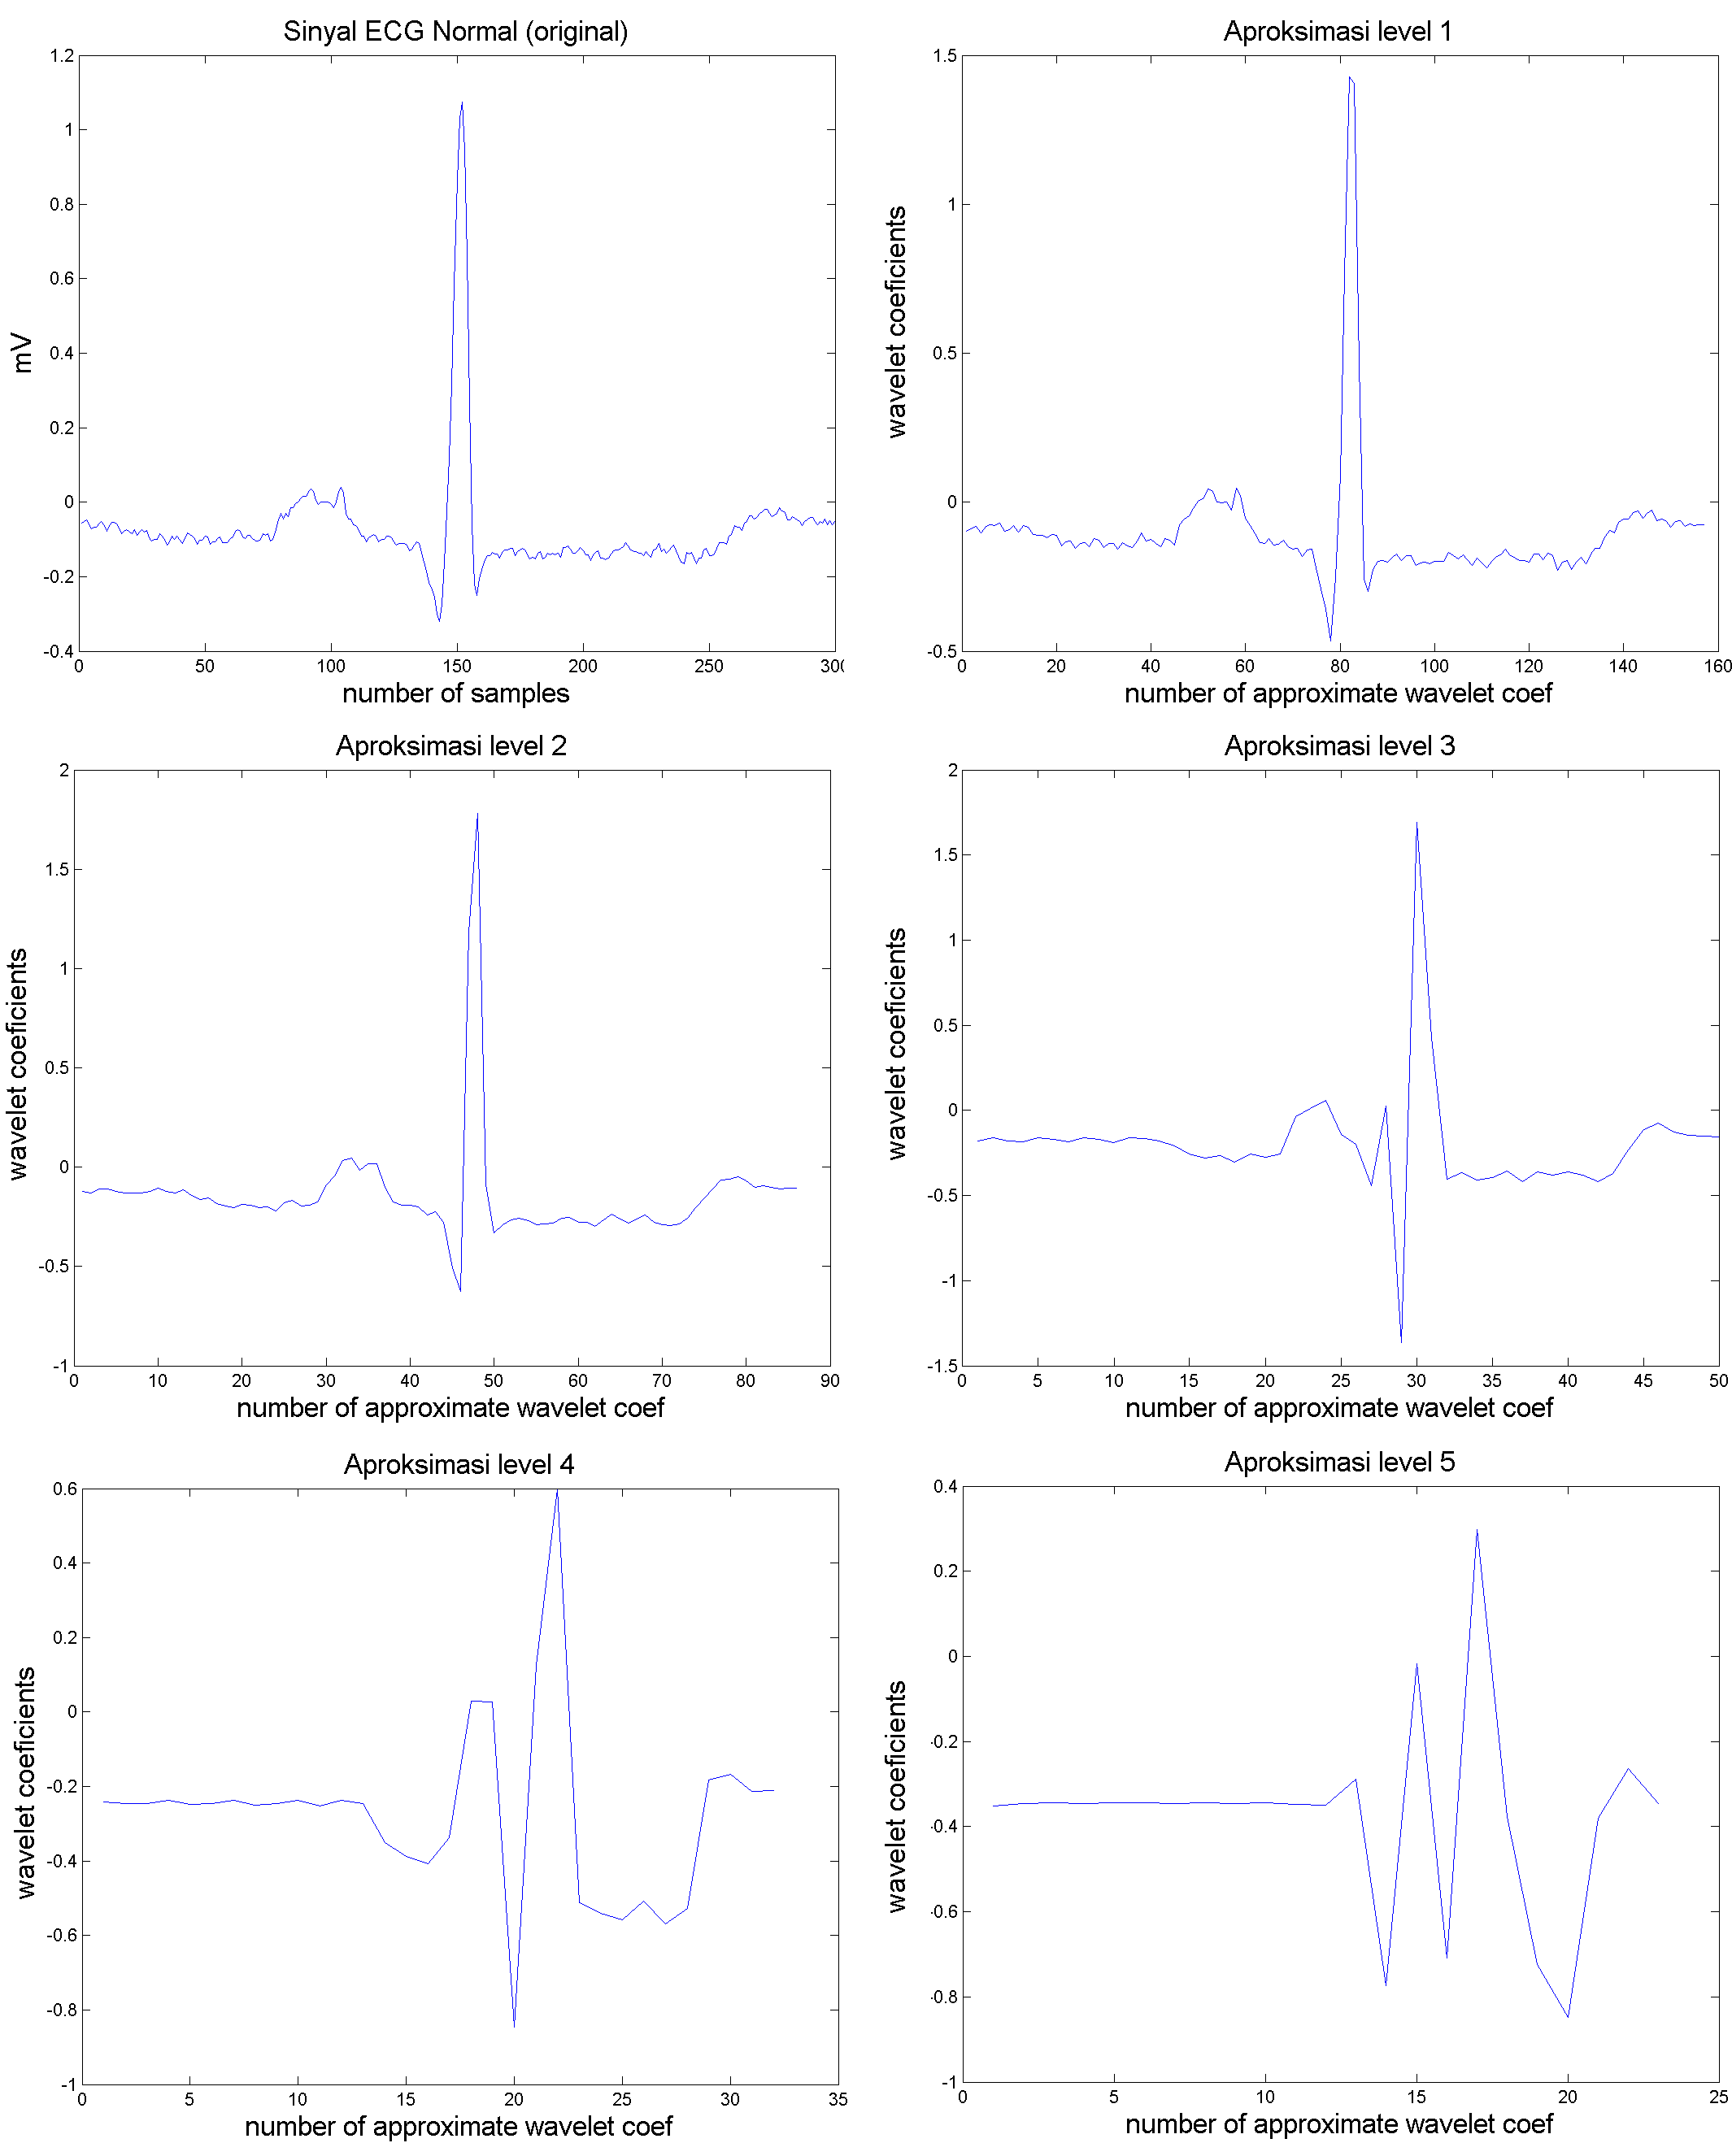 Sinyal ECG Normal (original)
1.2
1
0.8
0.6
0.4
0.2
0
-0.2
-0.4
mV
0 50 100 150 200 250 300
number of samples
Aproksimasi level 1
1.5
1
0.5
0
-0.5
wavelet coeficients
0 20 40 60 80 100 120 140 160
number of approximate wavelet coef
Aproksimasi level 2
2
1.5
1
0.5
0
-0.5
-1
wavelet coeficients
0 10 20 30 40 50 60 70 80 90
number of approximate wavelet coef
Aproksimasi level 3
2
1.5
1
0.5
0
-0.5
-1
-1.5
wavelet coeficients
0 5 10 15 20 25 30 35 40 45 50
number of approximate wavelet coef
Aproksimasi level 4
0.6
0.4
0.2
0
-0.2
-0.4
-0.6
-0.8
-1
wavelet coeficients
0 5 10 15 20 25 30 35
number of approximate wavelet coef
Aproksimasi level 5
0.4
0.2
0
-0.2
-0.4
-0.6
-0.8
-1
wavelet coeficients
0 5 10 15 20 25
number of approximate wavelet coef